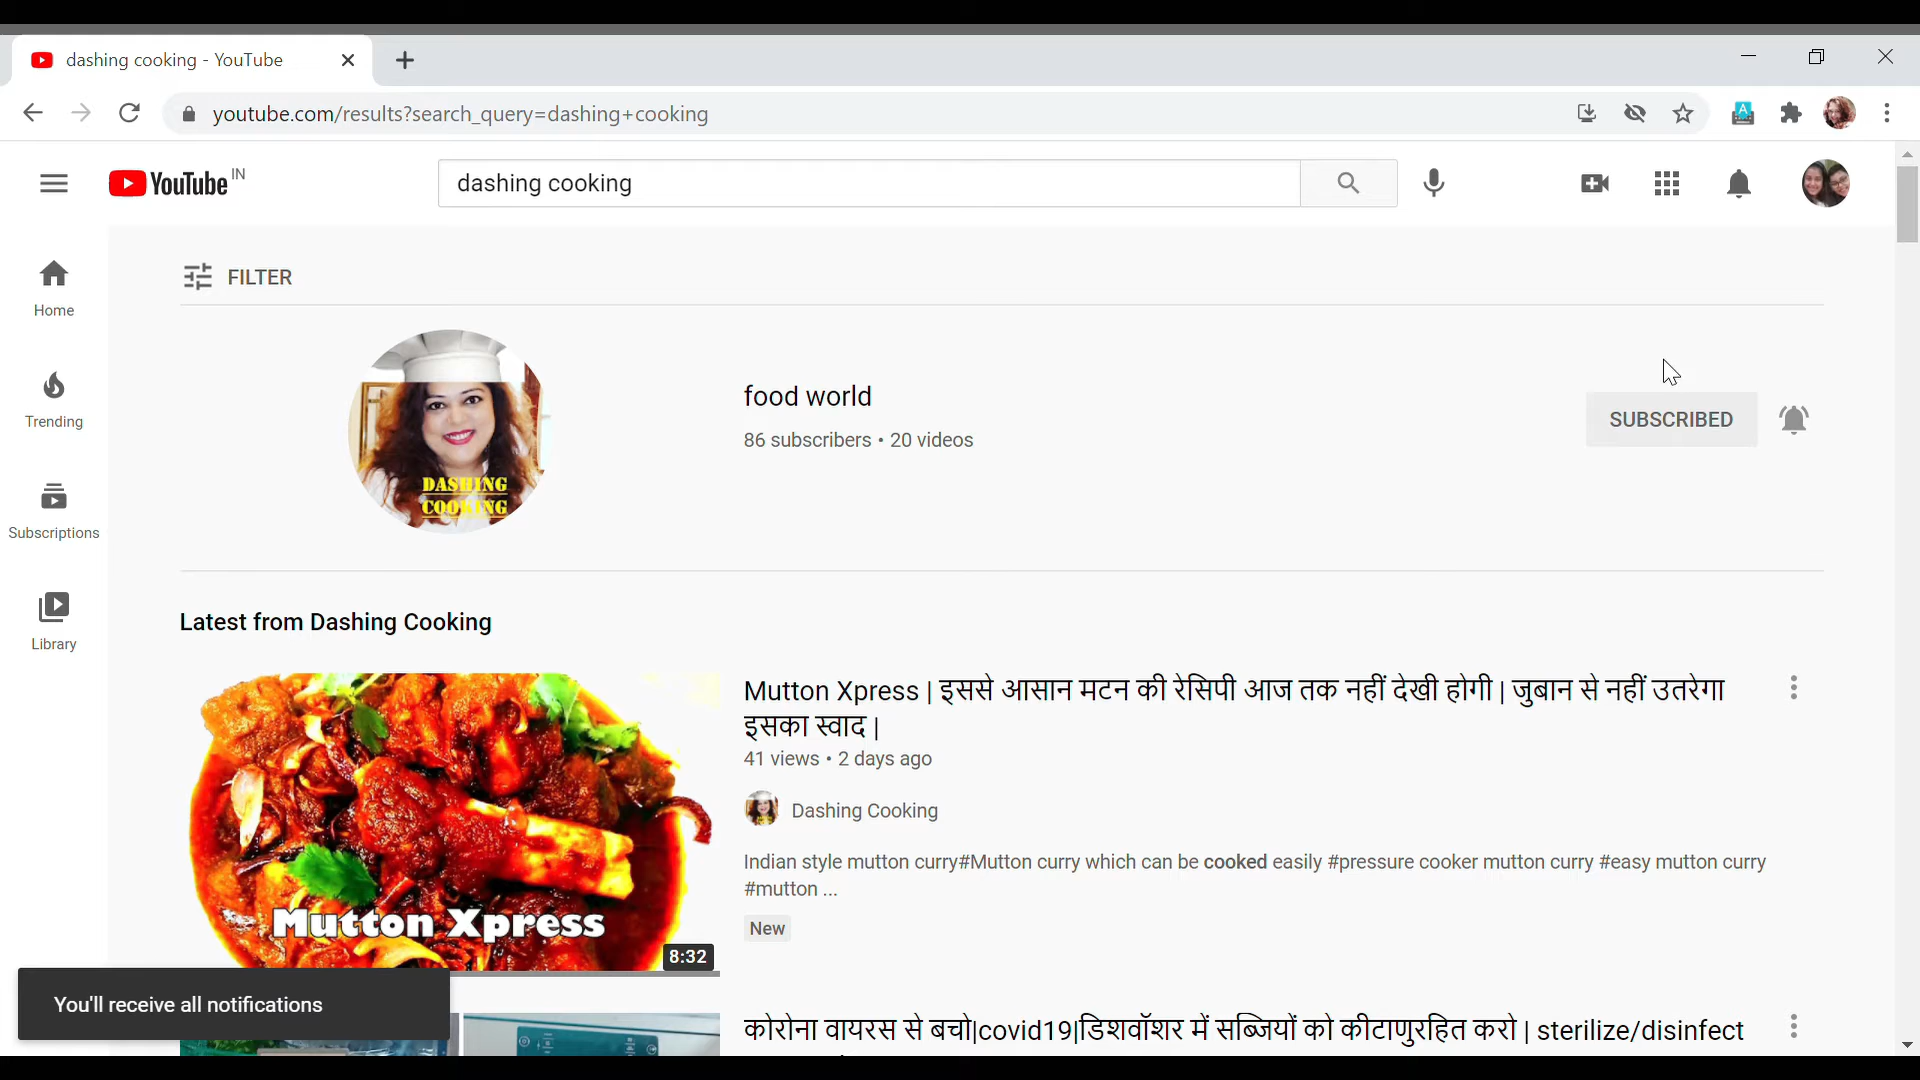 dashing cooking - YouTube
youtube.com/results?search_query=dashing+cooking
YouTube IN
dashing cooking
FILTER
Home
Trending
Subscriptions
Library
DASHING
COOKING
food world
86 subscribers • 20 videos
SUBSCRIBED
Latest from Dashing Cooking
Mutton Xpress
8:32
Mutton Xpress | इससे आसान मटन की रेसिपी आज तक नहीं देखी होगी | जुबान से नहीं उतरेगा
इसका स्वाद |
41 views • 2 days ago
Dashing Cooking
Indian style mutton curry#Mutton curry which can be cooked easily #pressure cooker mutton curry #easy mutton curry
#mutton ...
New
You'll receive all notifications
कोरोना वायरस से बचो|covid19|डिशवॉशर में सब्जियों को कीटाणुरहित करो | sterilize/disinfect